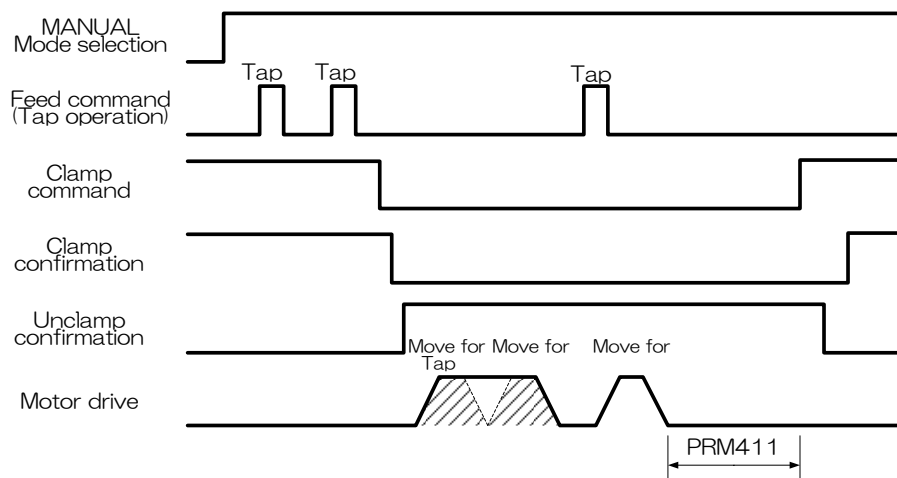 MANUAL
Mode selection
Tap
Tap
Tap
Feed command
(Tap operation)
Clamp
command
Clamp
confirmation
Unclamp
confirmation
Move for
Tap
Move for
Move for
Motor drive
PRM411